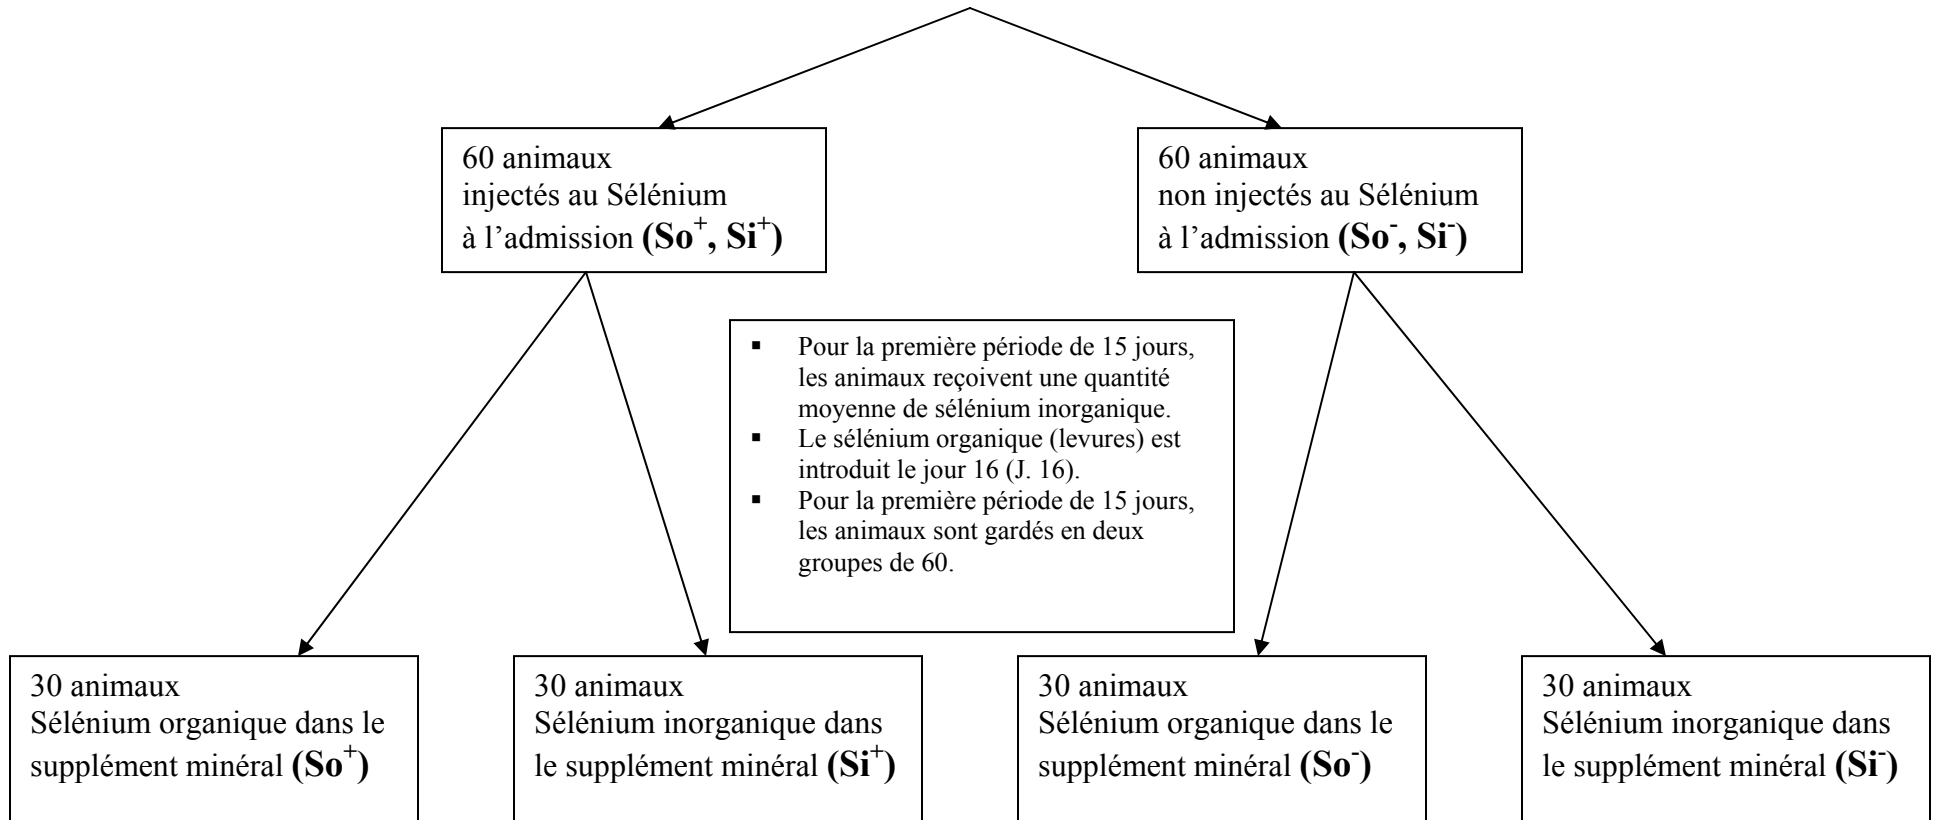 60 animaux
injectés au Sélénium
à l’admission (So⁺, Si⁺)
60 animaux
non injectés au Sélénium
à l’admission (So⁻, Si⁻)
▪ Pour la première période de 15 jours,
les animaux reçoivent une quantité
moyenne de sélénium inorganique.
▪ Le sélénium organique (levures) est
introduit le jour 16 (J. 16).
▪ Pour la première période de 15 jours,
les animaux sont gardés en deux
groupes de 60.
30 animaux
Sélénium organique dans le
supplément minéral (So⁺)
30 animaux
Sélénium inorganique dans
le supplément minéral (Si⁺)
30 animaux
Sélénium organique dans le
supplément minéral (So⁻)
30 animaux
Sélénium inorganique dans
le supplément minéral (Si⁻)